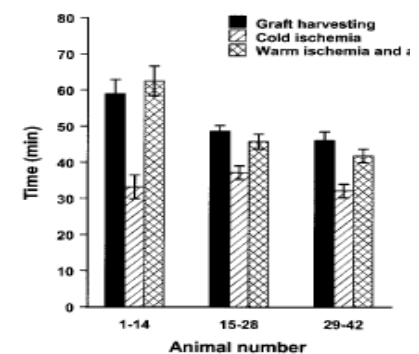 80
70
60
50
40
30
20
10
0
Time (min)
Graft harvesting
Cold ischemia
Warm ischemia and a
1-14
15-28
29-42
Animal number